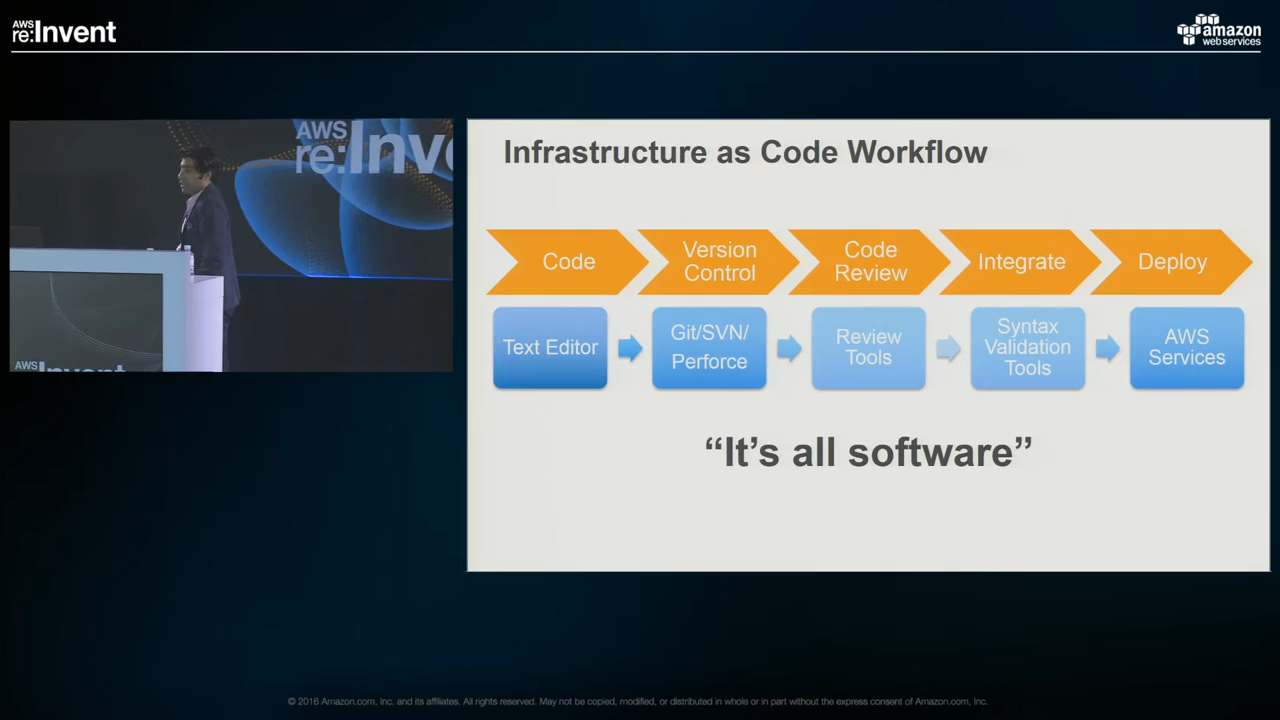 AWS
re:Invent
amazon
web services
AWS
re:Inv
AWS
Infrastructure as Code Workflow
Code
Version
Control
Code
Review
Integrate
Deploy
Text Editor
Git/SVN/
Perforce
Review
Tools
Syntax
Validation
Tools
AWS
Services
“It’s all software”
© 2016 Amazon.com, Inc. and its affiliates. All rights reserved. May not be copied, modified, or distributed in whole or in part without the express consent of Amazon.com, Inc.